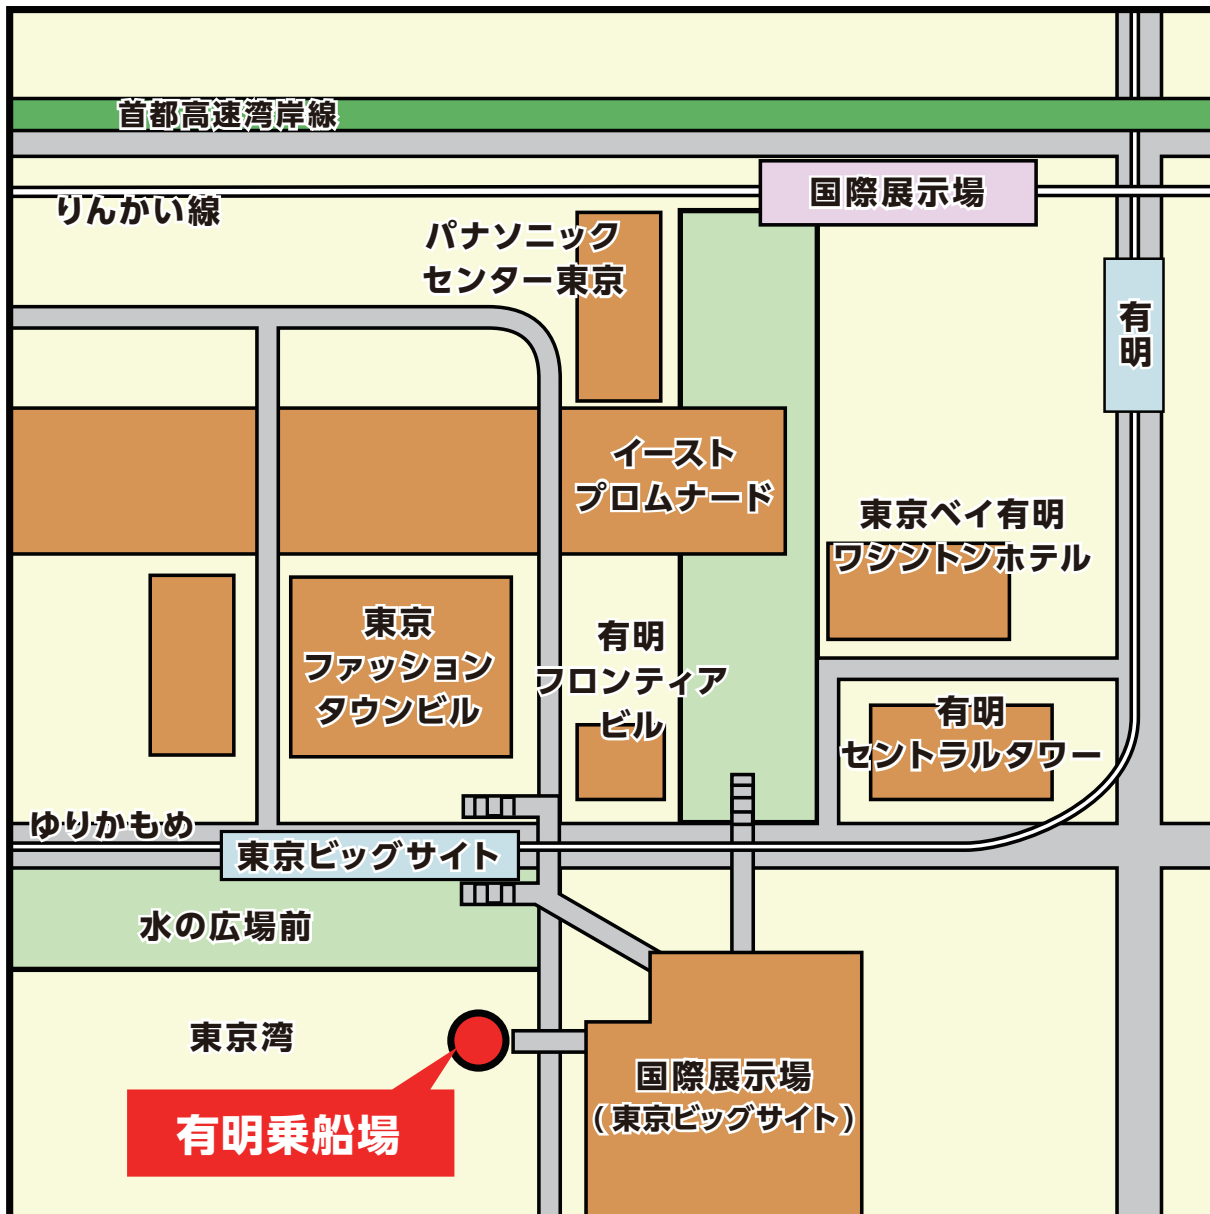 首都高速湾岸線
国際展示場
りんかい線
パナソニック
センター東京
有明
イースト
プロムナード
東京ベイ有明
ワシントンホテル
東京
ファッション
タウンビル
有明
フロンティア
ビル
有明
セントラルタワー
ゆりかもめ
東京ビッグサイト
水の広場前
東京湾
国際展示場
(東京ビッグサイト)
有明乗船場